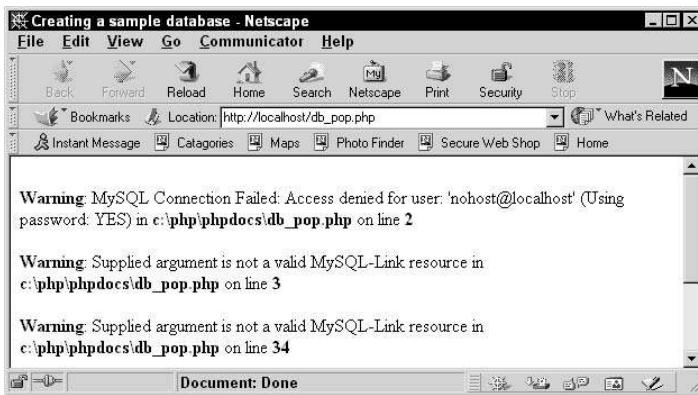 Creating a sample database - Netscape
File Edit View Go Communicator Help
Back Forward Reload Home Search Netscape Print Security Stop
My
N
Bookmarks Location: http://localhost/db_pop.php What's Related
Instant Message Catagories Maps Photo Finder Secure Web Shop Home
Warning: MySQL Connection Failed: Access denied for user: 'nohost@localhost' (Using
password: YES) in c:\php\phpdocs\db_pop.php on line 2
Warning: Supplied argument is not a valid MySQL-Link resource in
c:\php\phpdocs\db_pop.php on line 3
Warning: Supplied argument is not a valid MySQL-Link resource in
c:\php\phpdocs\db_pop.php on line 34
Document: Done